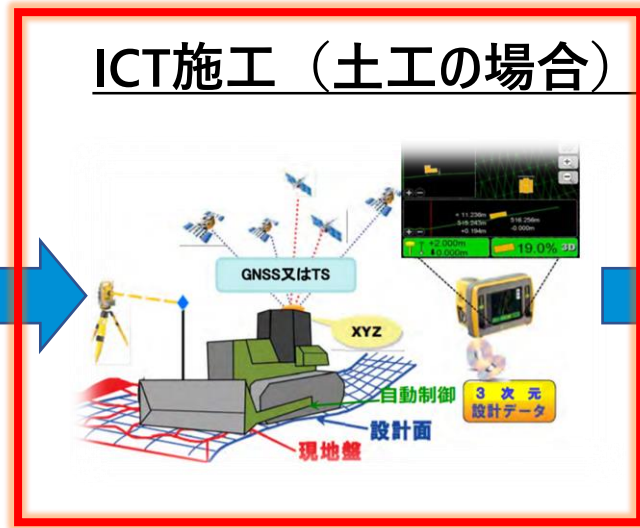 ICT施工（土工の場合）
GNSS又はTS
XYZ
+2.000m
0.000m
19.0% 3D
自動制御
設計面
現地盤
3 次 元
設計データ